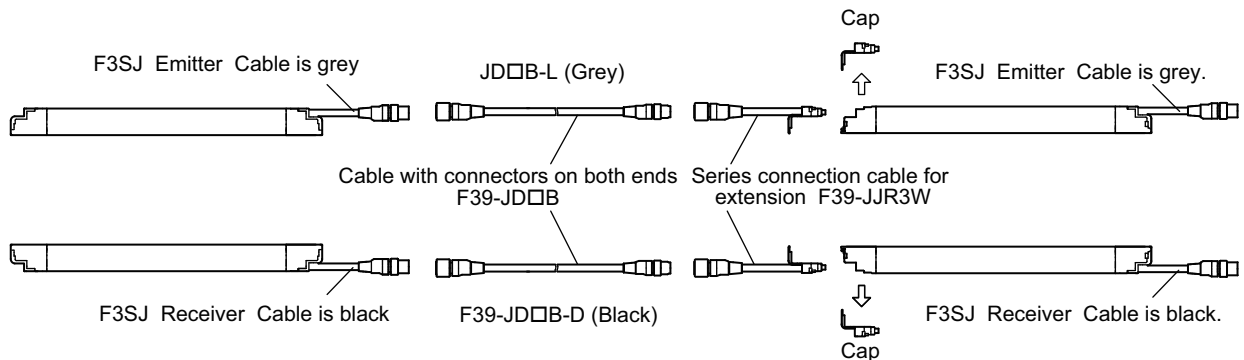 Cap
F3SJ Emitter Cable is grey
JD□B-L (Grey)
F3SJ Emitter Cable is grey.
Cable with connectors on both ends
F39-JD□B
Series connection cable for
extension F39-JJR3W
F3SJ Receiver Cable is black
F39-JD□B-D (Black)
F3SJ Receiver Cable is black.
Cap